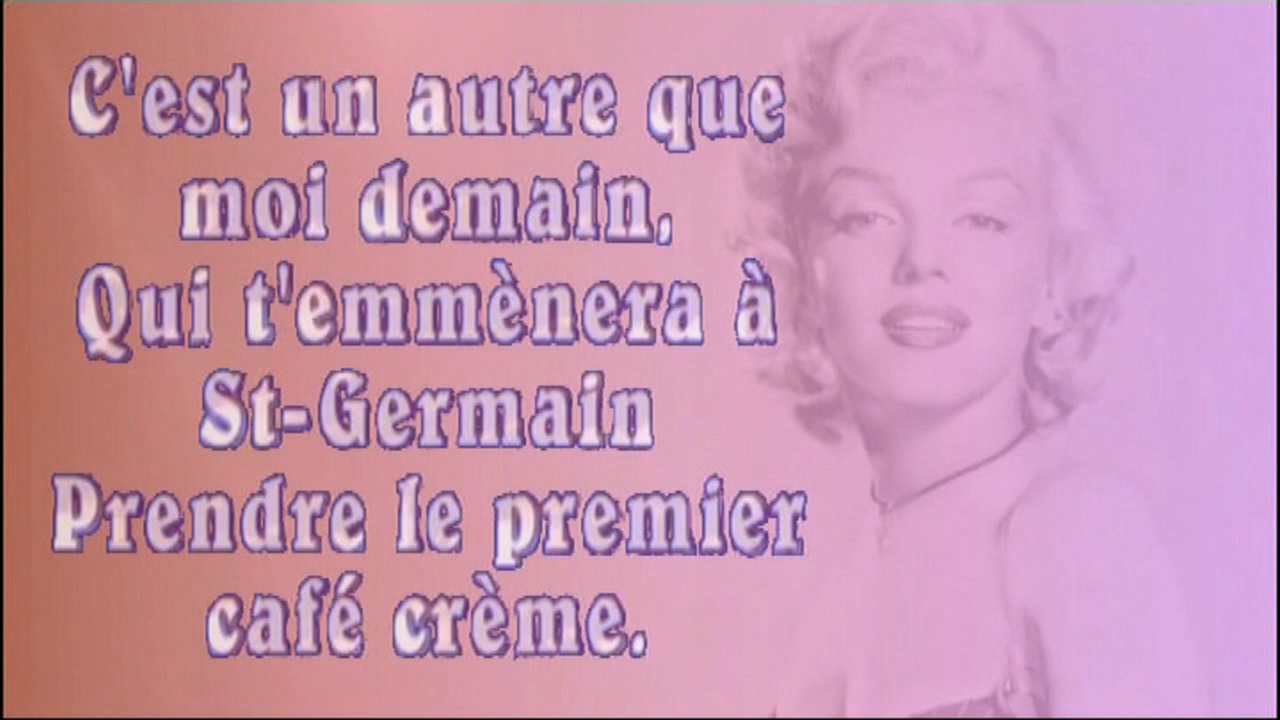 C'est un autre que
moi demain,
Qui t'emmènera à
St-Germain
Prendre le premier
café crème.